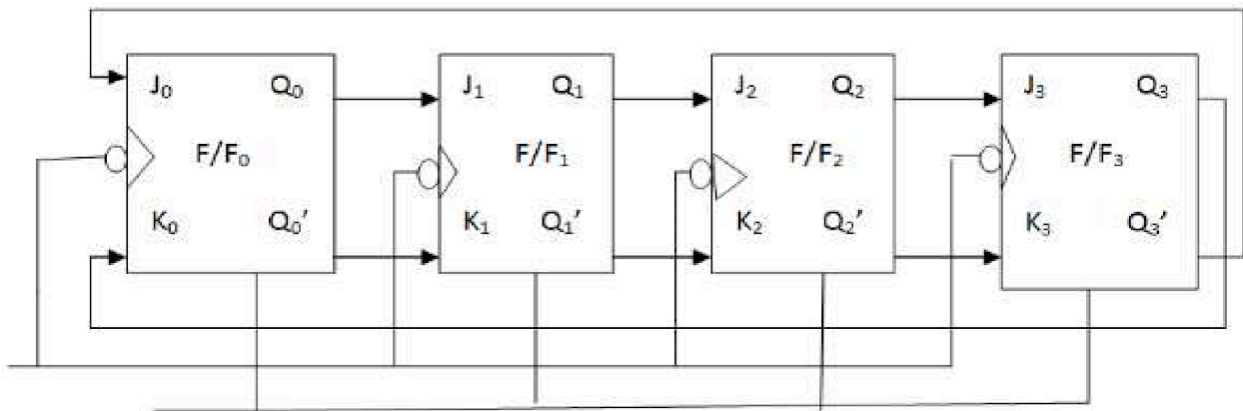 J₀ Q₀ J₁ Q₁ J₂ Q₂ J₃ Q₃
F/F₀ F/F₁ F/F₂ F/F₃
K₀ Q₀’ K₁ Q₁’ K₂ Q₂’ K₃ Q₃’